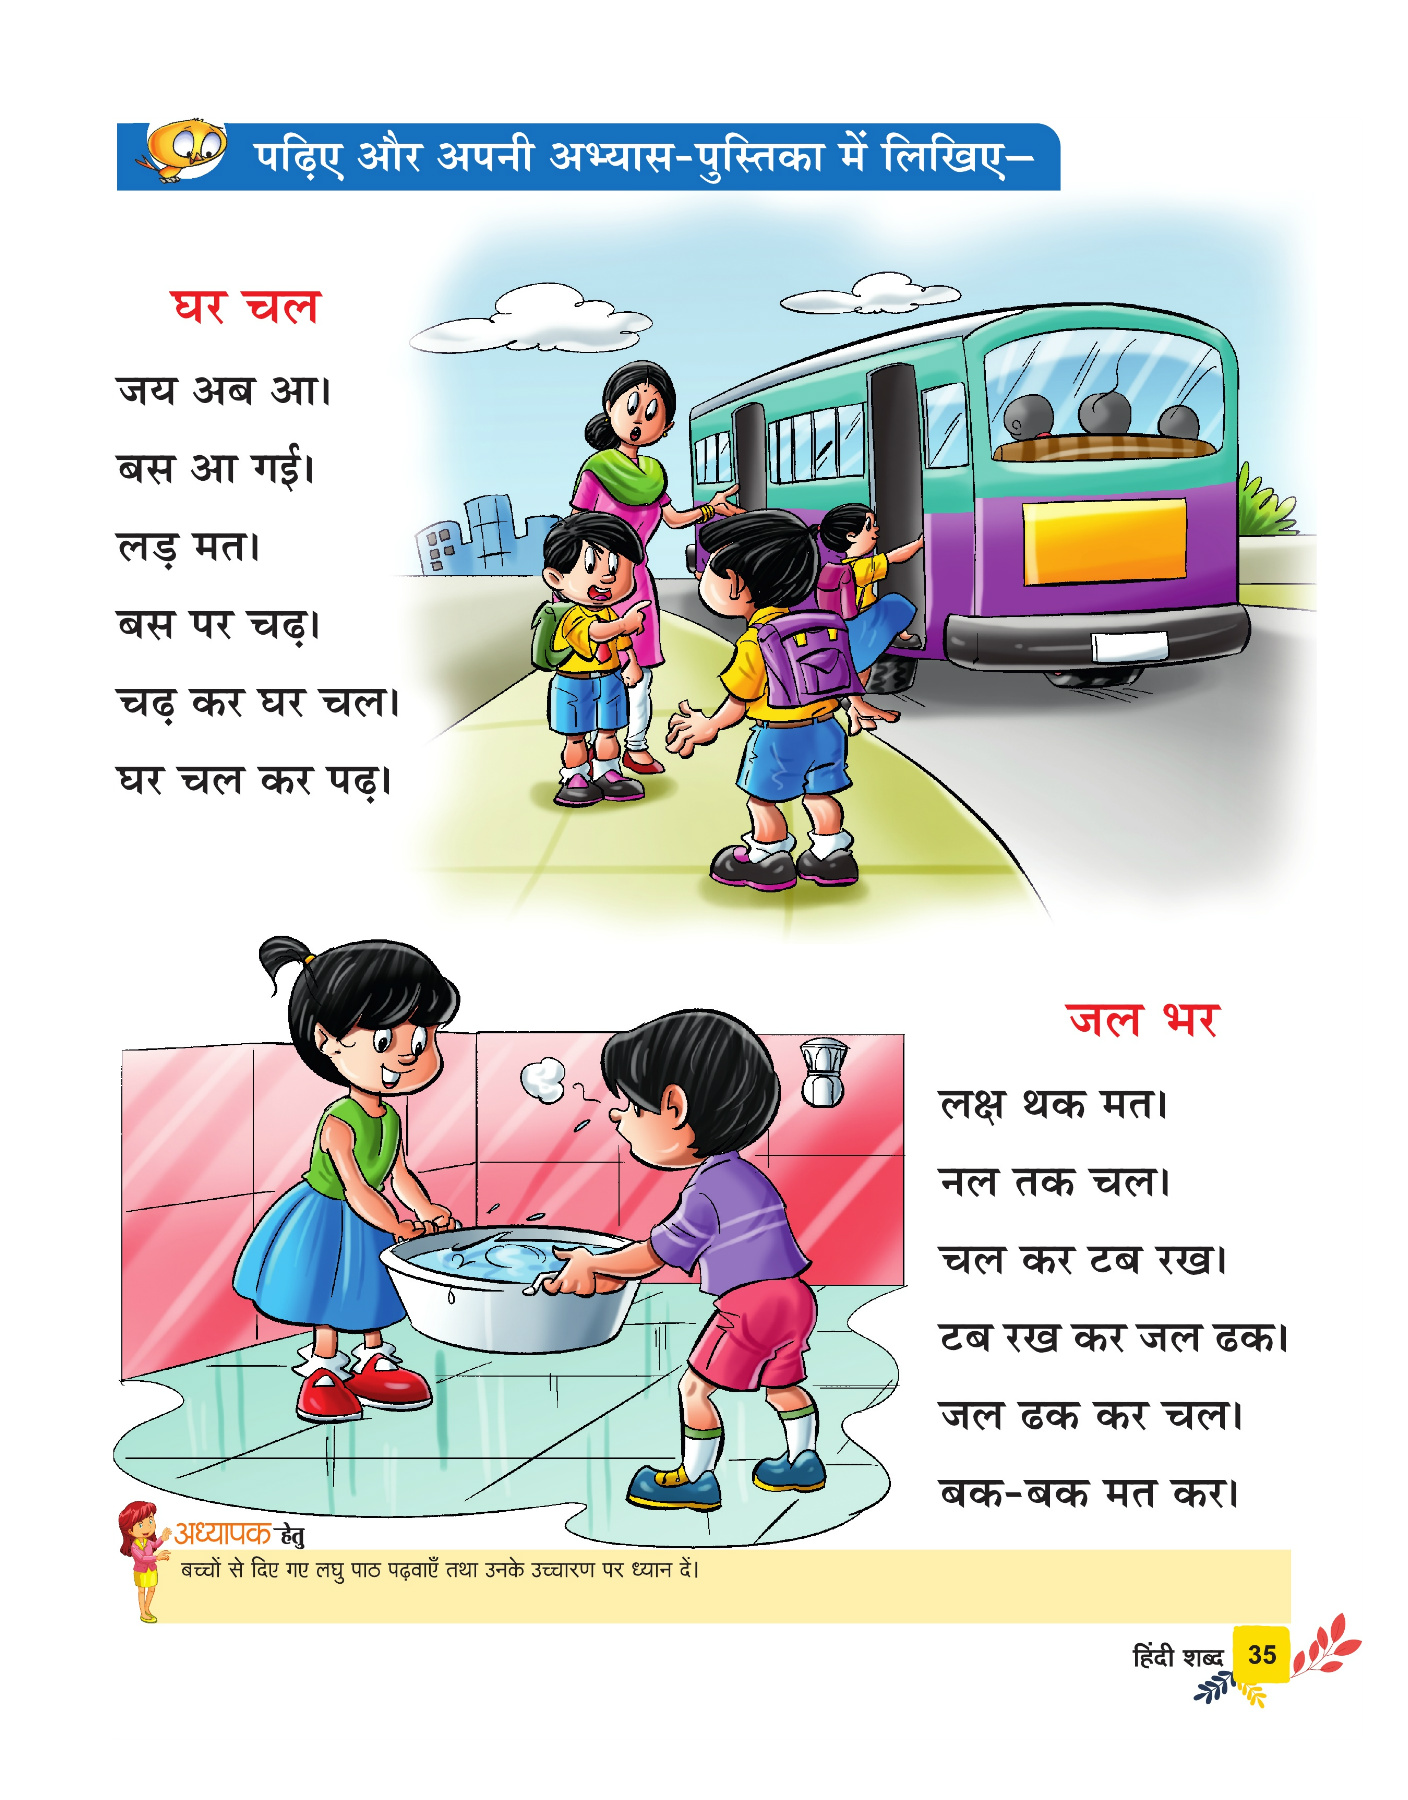 पढ़िए और अपनी अभ्यास-पुस्तिका में लिखिए–
घर चल
जय अब आ।
बस आ गई।
लड़ मत।
बस पर चढ़।
चढ़ कर घर चल।
घर चल कर पढ़।
जल भर
लक्ष थक मत।
नल तक चल।
चल कर टब रख।
टब रख कर जल ढक।
जल ढक कर चल।
बक-बक मत कर।
अध्यापक हेतु
बच्चों से दिए गए लघु पाठ पढ़वाएँ तथा उनके उच्चारण पर ध्यान दें।
हिंदी शब्द 35